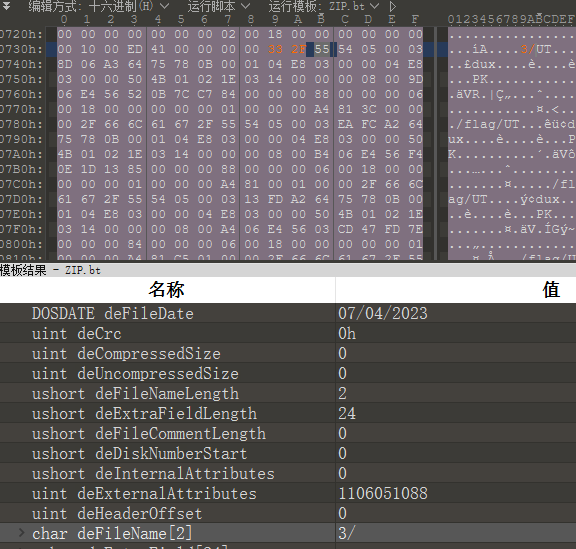 编辑方式: 十六进制(H) 运行脚本 运行模板: ZIP.bt
0 1 2 3 4 5 6 7 8 9 A B C D E F 0123456789ABCDEF
0720h: 00 00 00 00 00 00 02 00 18 00 00 00 00 00 00 00
0730h: 00 10 00 ED 41 00 00 00 00 33 2F 55 54 05 00 03 ....íA....3/UT...
0740h: 8D 06 A3 64 75 78 0B 00 01 04 E8 00 00 00 04 E8
0750h: 03 00 00 50 4B 01 02 1E 03 14 00 00 00 08 00 9D
0760h: 06 E4 56 52 0B 7C C7 84 00 00 00 88 00 00 00 06
0770h: 00 18 00 00 00 00 00 01 00 00 00 A4 81 3C 00 00
0780h: 00 2F 66 6C 61 67 2F 55 54 05 00 03 EA FC A2 64
0790h: 75 78 0B 00 01 04 E8 03 00 00 04 E8 03 00 00 50
07A0h: 4B 01 02 1E 03 14 00 00 00 08 00 B4 06 E4 56 F4
07B0h: 0E 1D 13 85 00 00 00 88 00 00 00 06 00 18 00 00
07C0h: 00 00 00 01 00 00 00 A4 81 00 01 00 00 2F 66 6C
07D0h: 61 67 2F 55 54 05 00 03 13 FD A2 64 75 78 0B 00
07E0h: 01 04 E8 03 00 00 04 E8 03 00 00 50 4B 01 02 1E
07F0h: 03 14 00 00 00 08 00 A4 06 E4 56 03 CD 47 FD 7E
0800h: 00 00 00 84 00 00 00 06 00 18 00 00 00 00 00 01
模板结果 - ZIP.bt
名称 值
DOSDATE deFileDate 07/04/2023
uint deCrc 0h
uint deCompressedSize 0
uint deUncompressedSize 0
ushort deFileNameLength 2
ushort deExtraFieldLength 24
ushort deFileCommentLength 0
ushort deDiskNumberStart 0
ushort deInternalAttributes 0
uint deExternalAttributes 1106051088
uint deHeaderOffset 0
char deFileName[2] 3/